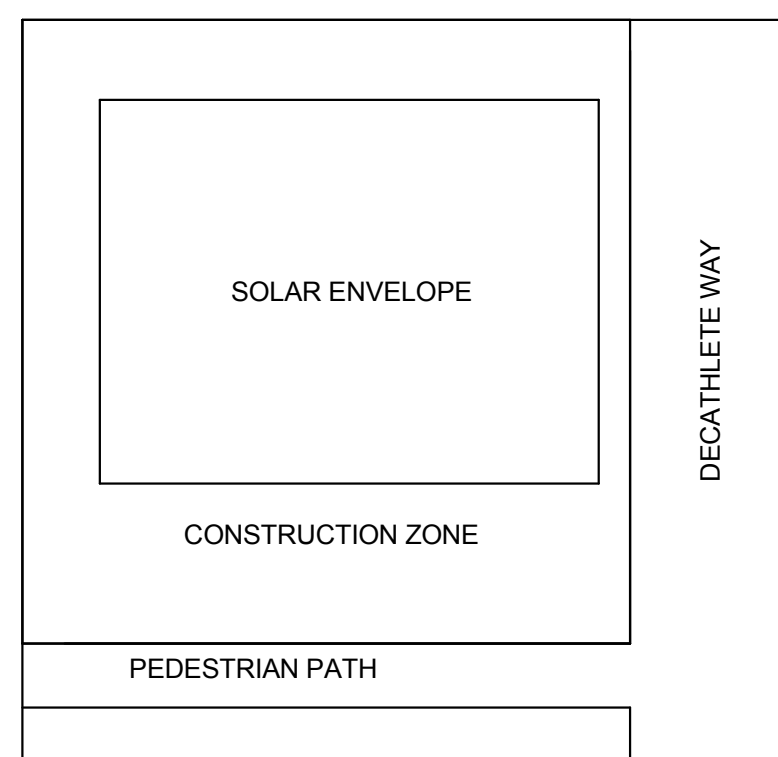 SOLAR ENVELOPE
DECATHLETE WAY
CONSTRUCTION ZONE
PEDESTRIAN PATH